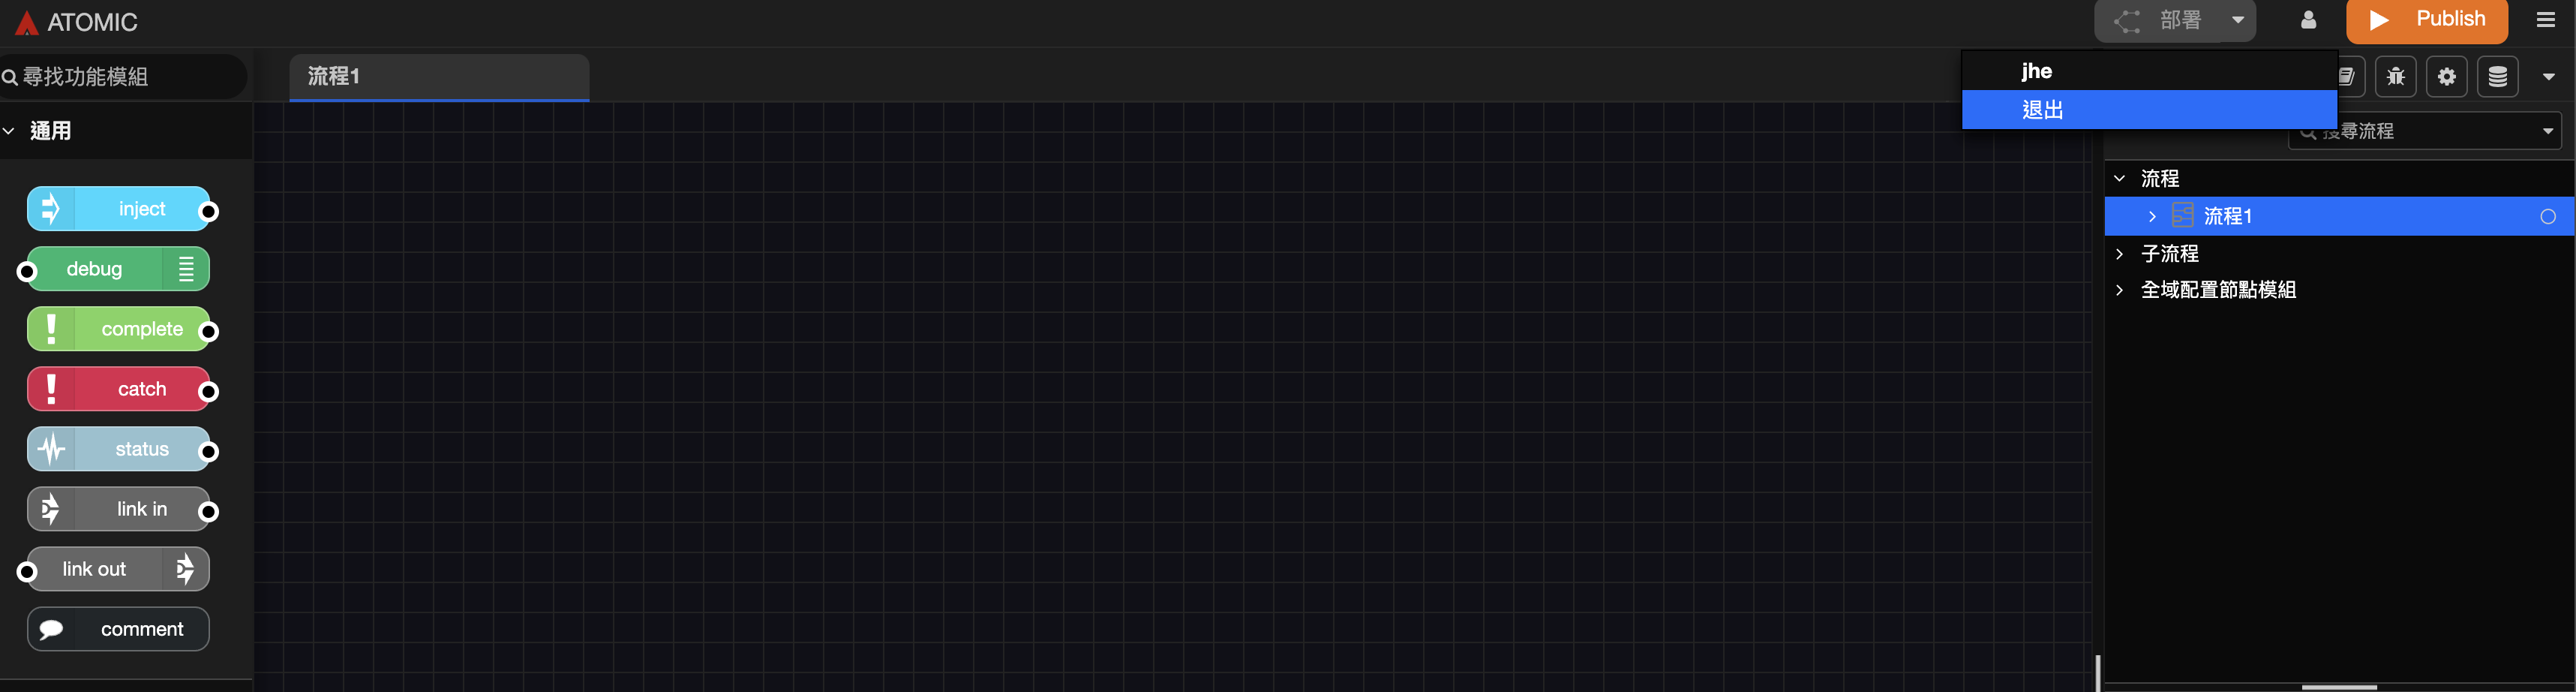 ATOMIC
部署
Publish
尋找功能模組
流程1
jhe
退出
通用
搜尋流程
inject
debug
complete
catch
status
link in
link out
comment
流程
流程1
子流程
全域配置節點模組